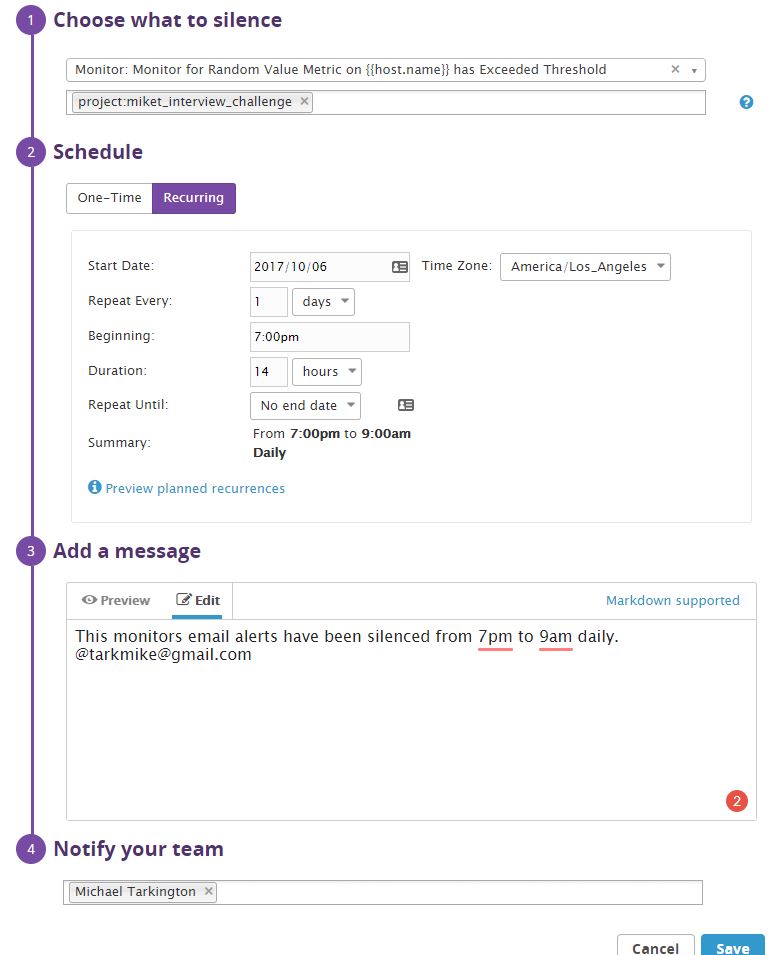 1 Choose what to silence
Monitor: Monitor for Random Value Metric on {{host.name}} has Exceeded Threshold × ▾
project:miket_interview_challenge ×
?
2 Schedule
One-Time Recurring
Start Date: 2017/10/06 Time Zone: America/Los_Angeles
Repeat Every: 1 days
Beginning: 7:00pm
Duration: 14 hours
Repeat Until: No end date
Summary: From 7:00pm to 9:00am
Daily
i Preview planned recurrences
3 Add a message
Preview Edit Markdown supported
This monitors email alerts have been silenced from 7pm to 9am daily.
@tarkmike@gmail.com
2
4 Notify your team
Michael Tarkington ×
Cancel Save